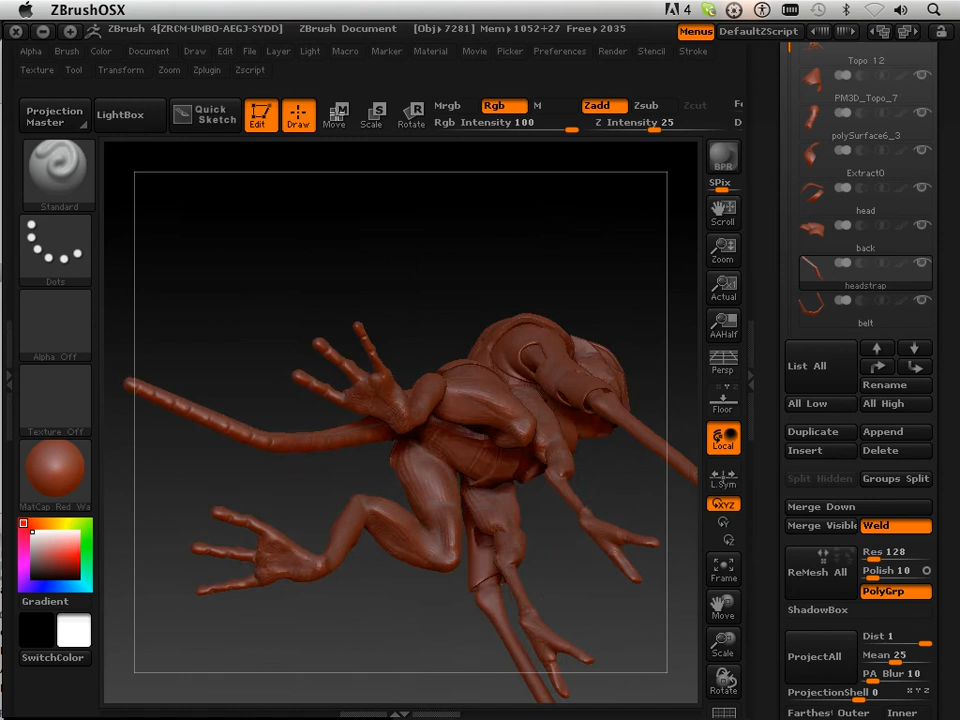 ZBrushOSX
4
ZBrush 4[ZRCM-UMBO-AEGJ-SYDD] ZBrush Document [Obj>7281] Mem>1052+27 Free>2035 Menus DefaultZScript
Alpha Brush Color Document Draw Edit File Layer Light Macro Marker Material Movie Picker Preferences Render Stencil Stroke
Texture Tool Transform Zoom Zplugin Zscript
Projection Master
LightBox
Quick Sketch
Edit
Draw
Move
Scale
Rotate
Mrgb Rgb M Zadd Zsub Zcut
Rgb Intensity 100 Z Intensity 25
Standard
Dots
Alpha Off
Texture Off
MatCap Red Wa
Gradient
SwitchColor
BPR
SPix
Scroll
Zoom
Actual
AAHalf
Persp
Floor
Local
L.Sym
XYZ
Frame
Move
Scale
Rotate
Topo 12
PM3D_Topo_7
polySurface6_3
Extract0
head
back
headstrap
belt
List All
Rename
All Low All High
Duplicate Append
Insert Delete
Split Hidden Groups Split
Merge Down
Merge Visible Weld
ReMesh All
Res 128
Polish 10
PolyGrp
ShadowBox
ProjectAll
Dist 1
Mean 25
PA Blur 10
ProjectionShell 0 X Y Z
Farthest Outer Inner